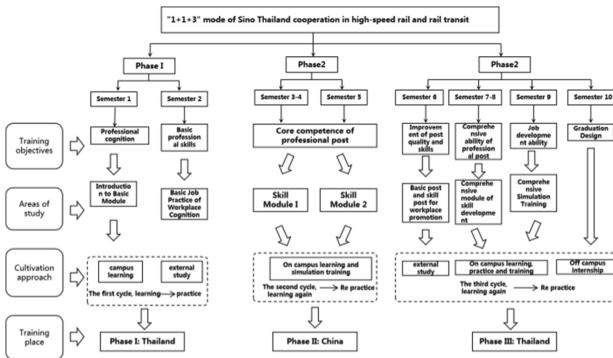 "1+1+3" mode of Sino Thailand cooperation in high-speed rail and rail transit
Phase I
Phase2
Phase2
Semester 1
Semester 2
Semester 3-4
Semester 5
Semester 6
Semester 7-8
Semester 9
Semester 10
Training
objectives
Professional
cognition
Basic
profession
al skills
Core competence of
professional post
Improvem
ent of post
quality and
skills
Comprehe
nsive
ability of
profession
al post
Job
developme
nt ability
Graduation
Design
Areas of
study
Introductio
n to Basic
Module
Basic Job
Practice of
Workplace
Cognition
Skill
Module I
Skill
Module 2
Basic post
and skill
post for
workplace
promotion
Comprehe
nsive
module of
skill
developme
nt
Comprehe
nsive
Simulation
Training
Cultivation
approach
campus
learning
external
study
The first cycle, learning → practice
On campus learning and
simulation training
The second cycle, → Re practice
learning again
external
study
On campus learning,
practice and training
Off campus
internship
The third cycle, → Re practice
learning again
Training
place
Phase I: Thailand
Phase II: China
Phase III: Thailand